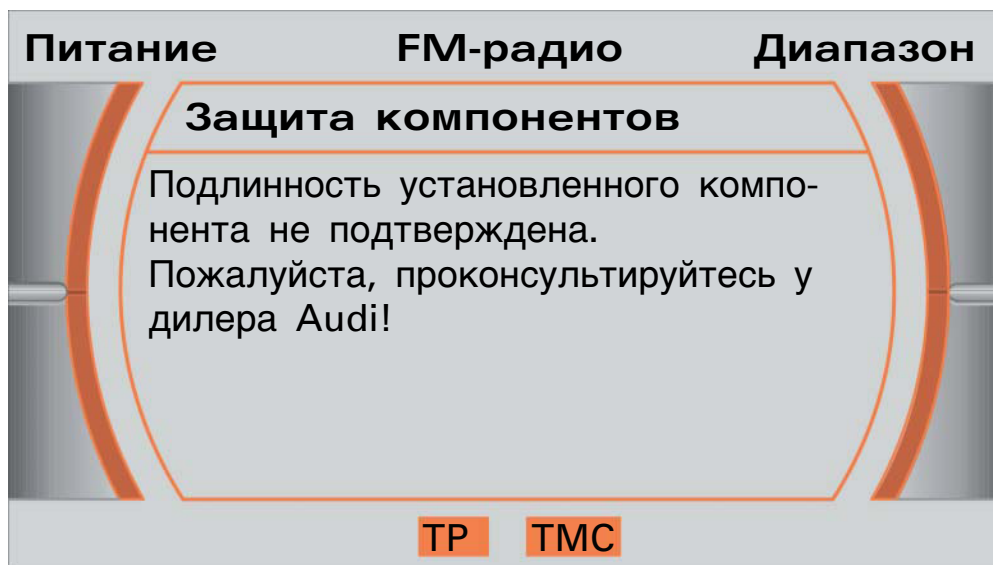 Питание FM-радио Диапазон
Защита компонентов
Подлинность установленного компо-
нента не подтверждена.
Пожалуйста, проконсультируйтесь у
дилера Audi!
TP TMC